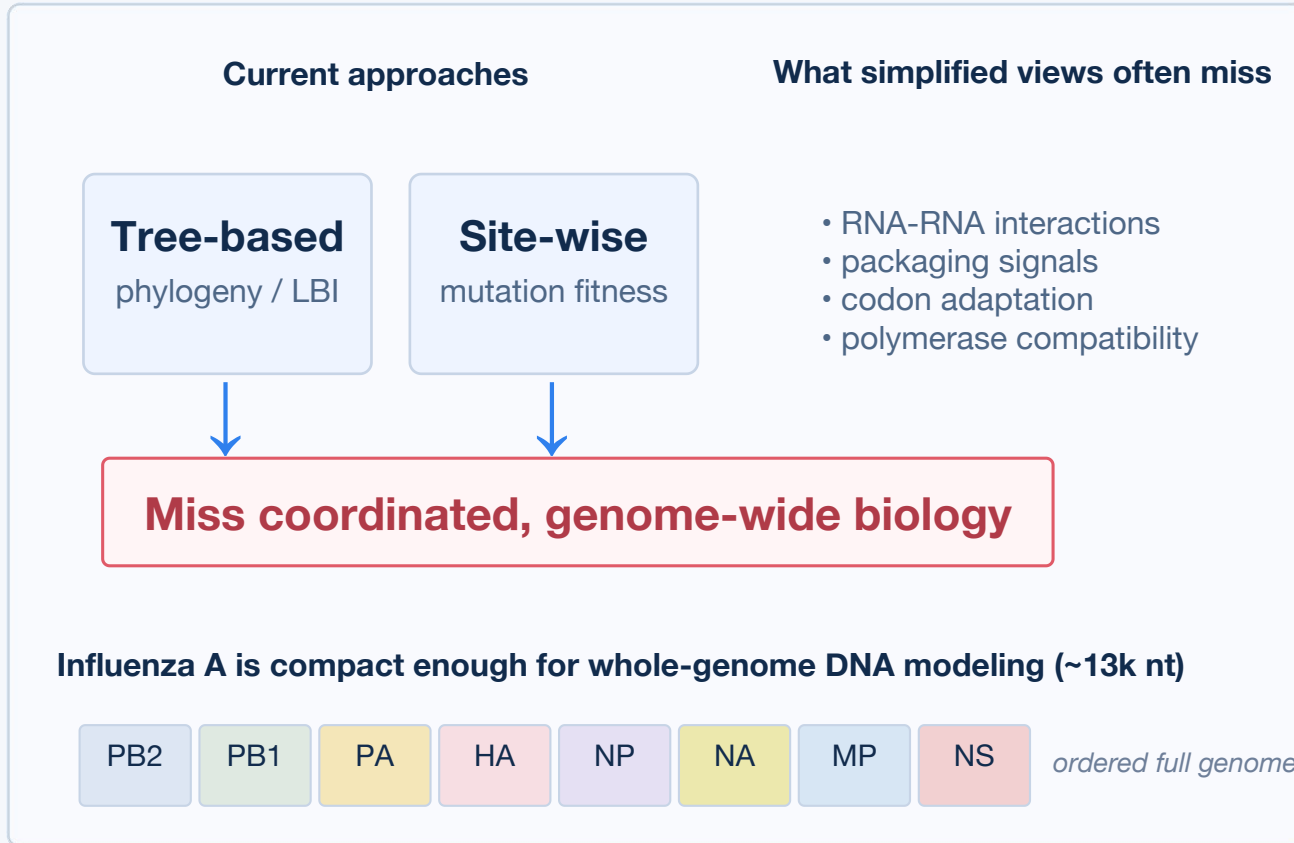 Current approaches
What simplified views often miss
Tree-based
phylogeny / LBI
Site-wise
mutation fitness
• RNA-RNA interactions
• packaging signals
• codon adaptation
• polymerase compatibility
Miss coordinated, genome-wide biology
Influenza A is compact enough for whole-genome DNA modeling (~13k nt)
PB2 PB1 PA HA NP NA MP NS
ordered full genome